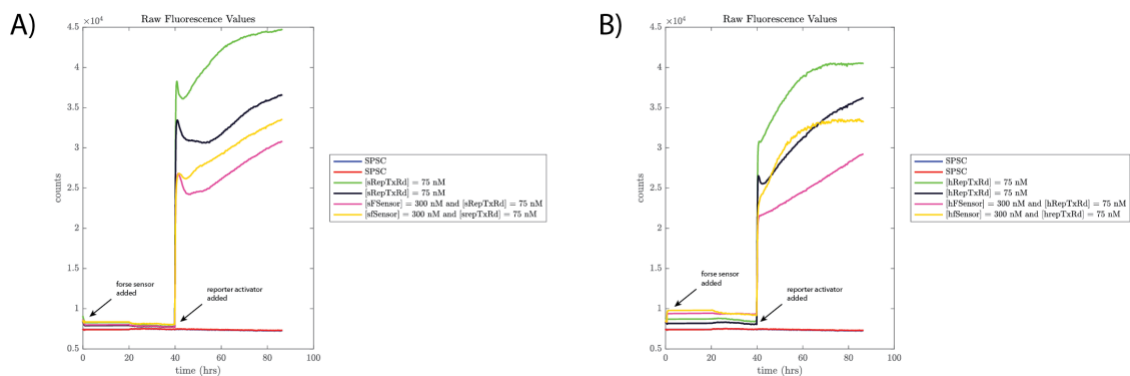 A)
Raw Fluorescence Values
×10⁴
4.5
4
3.5
3
2.5
2
1.5
1
0.5
counts
0
20
40
60
80
100
time (hrs)
forse sensor
added
reporter activator
added
SPSC
SPSC
[sRepTxRd] = 75 nM
[sRepTxRd] = 75 nM
[sFSensor] = 300 nM and [sRepTxRd] = 75 nM
[sfSensor] = 300 nM and [srepTxRd] = 75 nM
B)
Raw Fluorescence Values
×10⁴
4.5
4
3.5
3
2.5
2
1.5
1
0.5
counts
0
20
40
60
80
100
time (hrs)
forse sensor
added
reporter activator
added
SPSC
SPSC
[hRepTxRd] = 75 nM
[hRepTxRd] = 75 nM
[hFSensor] = 300 nM and [hRepTxRd] = 75 nM
[hfSensor] = 300 nM and [hrepTxRd] = 75 nM